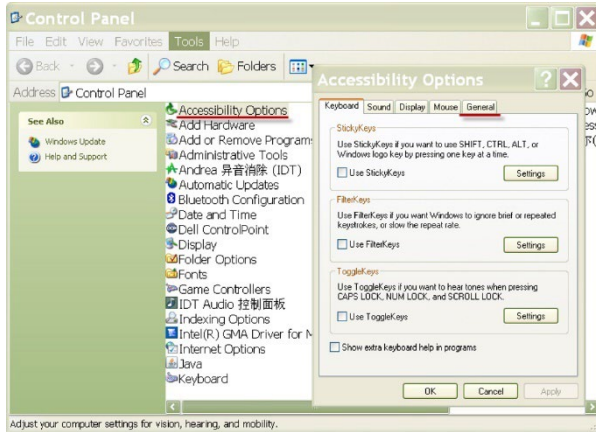 Control Panel
File Edit View Favorites Tools Help
Back Search Folders
Address Control Panel
See Also
Windows Update
Help and Support
Accessibility Options
Add Hardware
Add or Remove Program
Administrative Tools
Andrea 异音消除 (IDT)
Automatic Updates
Bluetooth Configuration
Date and Time
Dell ControlPoint
Display
Folder Options
Fonts
Game Controllers
IDT Audio 控制面板
Indexing Options
Intel(R) GMA Driver for M
Internet Options
Java
Keyboard
Adjust your computer settings for vision, hearing, and mobility.
Accessibility Options
Keyboard Sound Display Mouse General
StickyKeys
Use StickyKeys if you want to use SHIFT, CTRL, ALT, or
Windows logo key by pressing one key at a time.
Use StickyKeys Settings
FilterKeys
Use FilterKeys if you want Windows to ignore brief or repeated
keystrokes, or slow the repeat rate.
Use FilterKeys Settings
ToggleKeys
Use ToggleKeys if you want to hear tones when pressing
CAPS LOCK, NUM LOCK, and SCROLL LOCK.
Use ToggleKeys Settings
Show extra keyboard help in programs
OK Cancel Apply